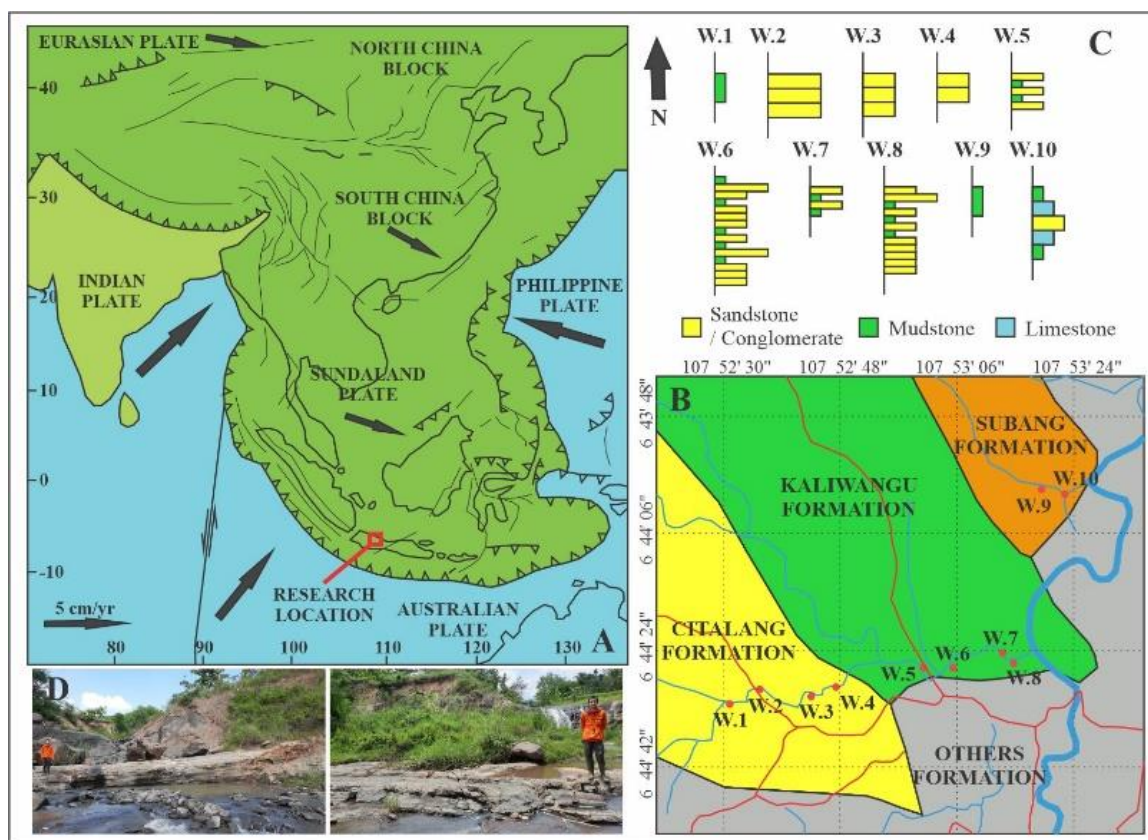 EURASIAN PLATE
NORTH CHINA
BLOCK
40
30
SOUTH CHINA
BLOCK
INDIAN
PLATE
20
PHILIPPINE
PLATE
10
SUNDALAND
PLATE
0
-10
RESEARCH
LOCATION
AUSTRALIAN
PLATE
5 cm/yr
A
80
90
100
110
120
130
N
C
W.1
W.2
W.3
W.4
W.5
W.6
W.7
W.8
W.9
W.10
Sandstone
/ Conglomerate
Mudstone
Limestone
107 52' 30"
107 52' 48"
107 53' 06"
107 53' 24"
B
6 43' 48"
6 44' 06"
6 44' 24"
6 44' 42"
SUBANG
FORMATION
W.10
W.9
KALIWANGU
FORMATION
CITALANG
FORMATION
W.7
W.6
W.5
W.8
W.4
W.3
W.2
W.1
OTHERS
FORMATION
D